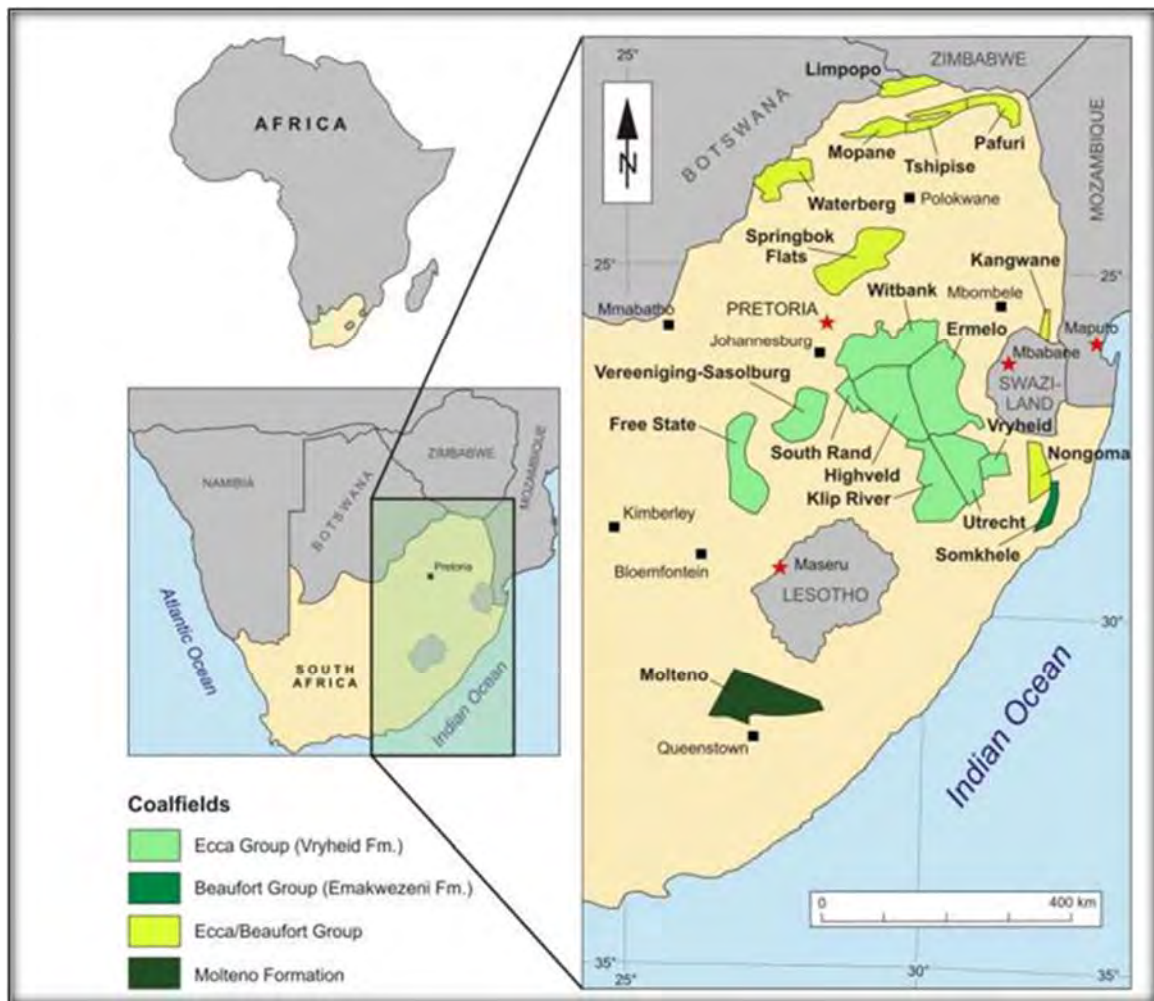 AFRICA
NAMIBIA
BOTSWANA
ZIMBABWE
MOZAMBIQUE
Pretoria
SOUTH
AFRICA
Atlantic Ocean
Indian Ocean
Coalfields
Ecca Group (Vryheid Fm.)
Beaufort Group (Emakwezeni Fm.)
Ecca/Beaufort Group
Molteno Formation
25°
ZIMBABWE
Limpopo
BOTSWANA
N
MOZAMBIQUE
Pafuri
Mopane
Tshipise
Waterberg
Polokwane
Springbok
Flats
25°
25°
Kangwane
Witbank
Mbombele
Mmabatho
PRETORIA
Ermelo
Maputo
Johannesburg
Mbabane
Vereeniging-Sasolburg
SWAZI-
LAND
Free State
Vryheid
South Rand
Nongoma
Highveld
Klip River
Kimberley
Utrecht
Somkhele
Bloemfontein
Maseru
LESOTHO
30°
Molteno
Queenstown
Indian Ocean
0
400 km
35°
25°
30°
35°